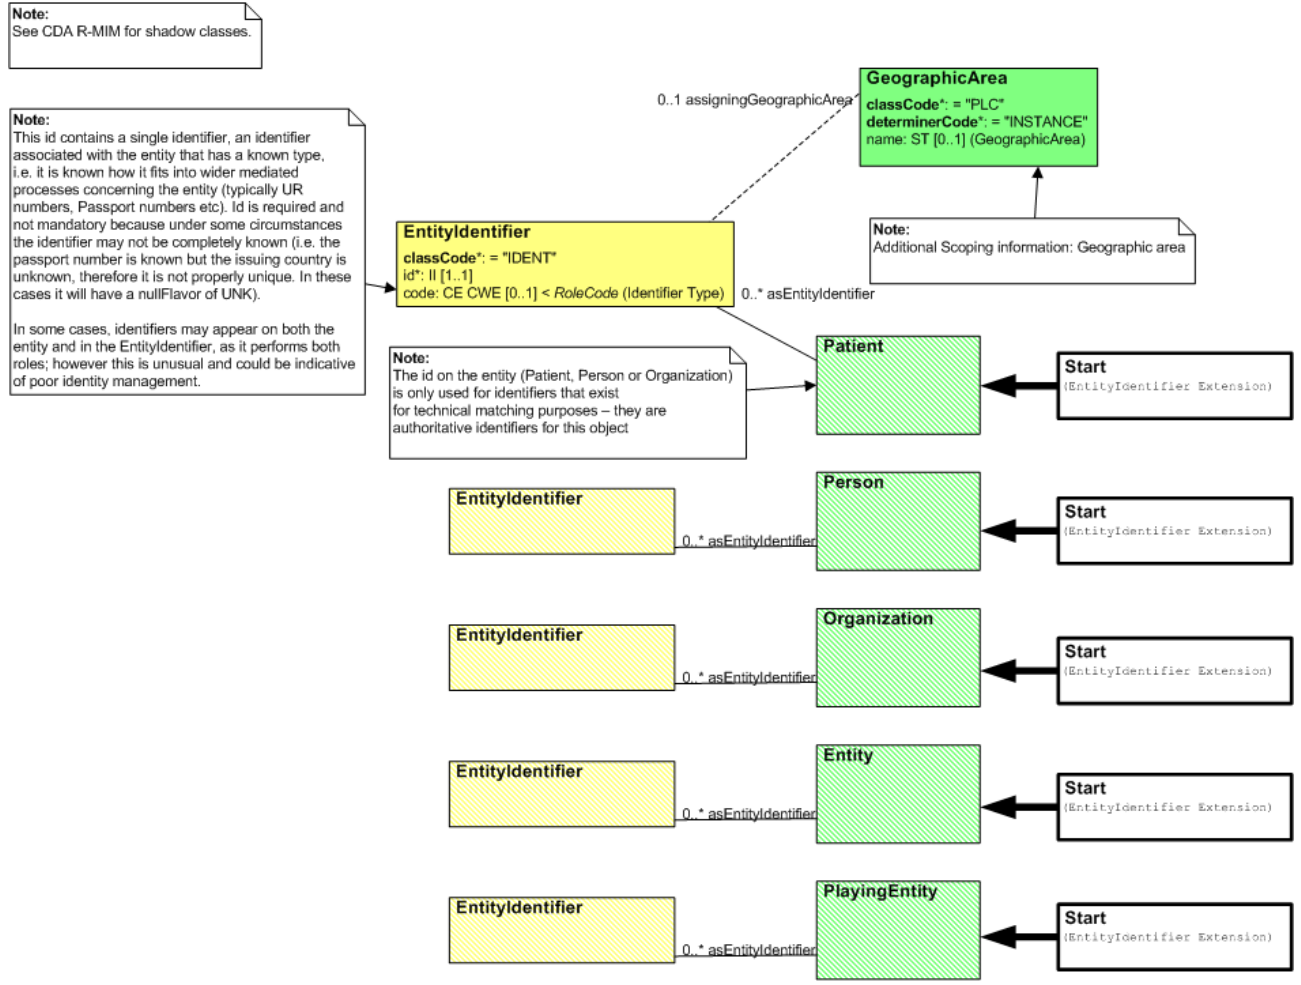 Note:
See CDA R-MIM for shadow classes.
GeographicArea
classCode*: = "PLC"
determinerCode*: = "INSTANCE"
name: ST [0..1] (GeographicArea)
0..1 assigningGeographicArea
Note:
This id contains a single identifier, an identifier
associated with the entity that has a known type,
i.e. it is known how it fits into wider mediated
processes concerning the entity (typically UR
numbers, Passport numbers etc). Id is required and
not mandatory because under some circumstances
the identifier may not be completely known (i.e. the
passport number is known but the issuing country is
unknown, therefore it is not properly unique. In these
cases it will have a nullFlavor of UNK).
In some cases, identifiers may appear on both the
entity and in the EntityIdentifier, as it performs both
roles; however this is unusual and could be indicative
of poor identity management.
EntityIdentifier
classCode*: = "IDENT"
id*: II [1..1]
code: CE CWE [0..1] < RoleCode (Identifier Type)
Note:
Additional Scoping information: Geographic area
0..* asEntityIdentifier
Note:
The id on the entity (Patient, Person or Organization)
is only used for identifiers that exist
for technical matching purposes – they are
authoritative identifiers for this object
Patient
Start
(EntityIdentifier Extension)
EntityIdentifier
0..* asEntityIdentifier
Person
Start
(EntityIdentifier Extension)
EntityIdentifier
0..* asEntityIdentifier
Organization
Start
(EntityIdentifier Extension)
EntityIdentifier
0..* asEntityIdentifier
Entity
Start
(EntityIdentifier Extension)
EntityIdentifier
0..* asEntityIdentifier
PlayingEntity
Start
(EntityIdentifier Extension)